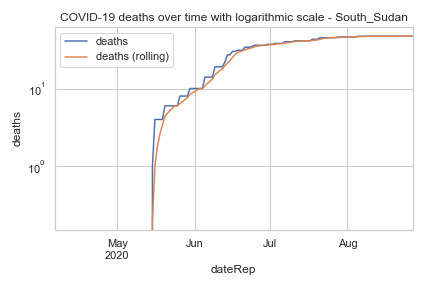 COVID-19 deaths over time with logarithmic scale - South_Sudan
deaths
deaths (rolling)
10¹
10⁰
deaths
May
2020
Jun
Jul
Aug
dateRep